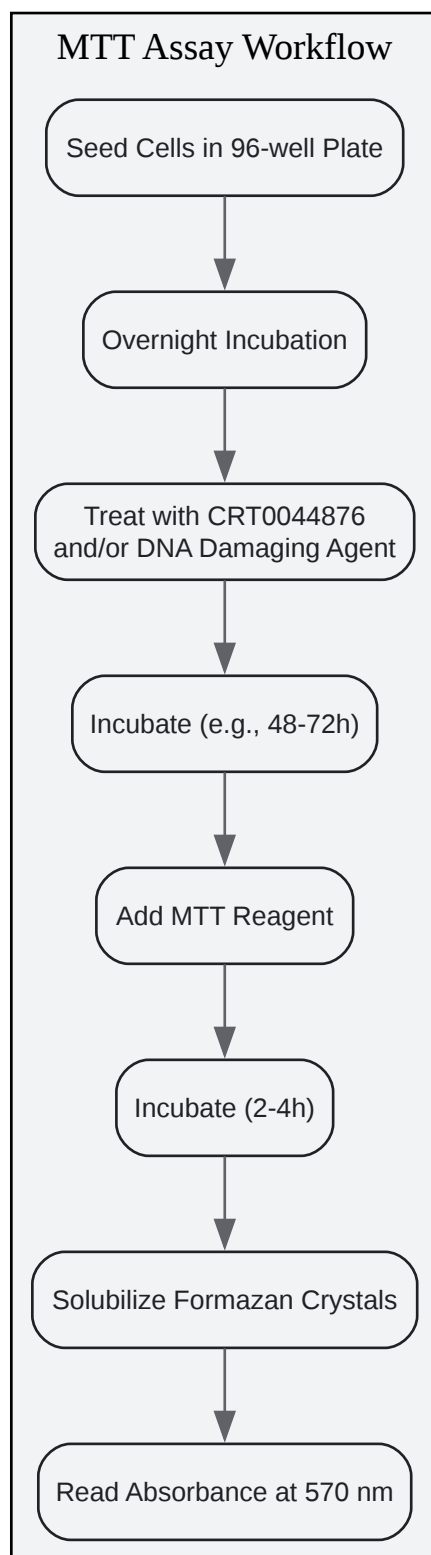 MTT Assay Workflow
Seed Cells in 96-well Plate
Overnight Incubation
Treat with CRT0044876
and/or DNA Damaging Agent
Incubate (e.g., 48-72h)
Add MTT Reagent
Incubate (2-4h)
Solubilize Formazan Crystals
Read Absorbance at 570 nm